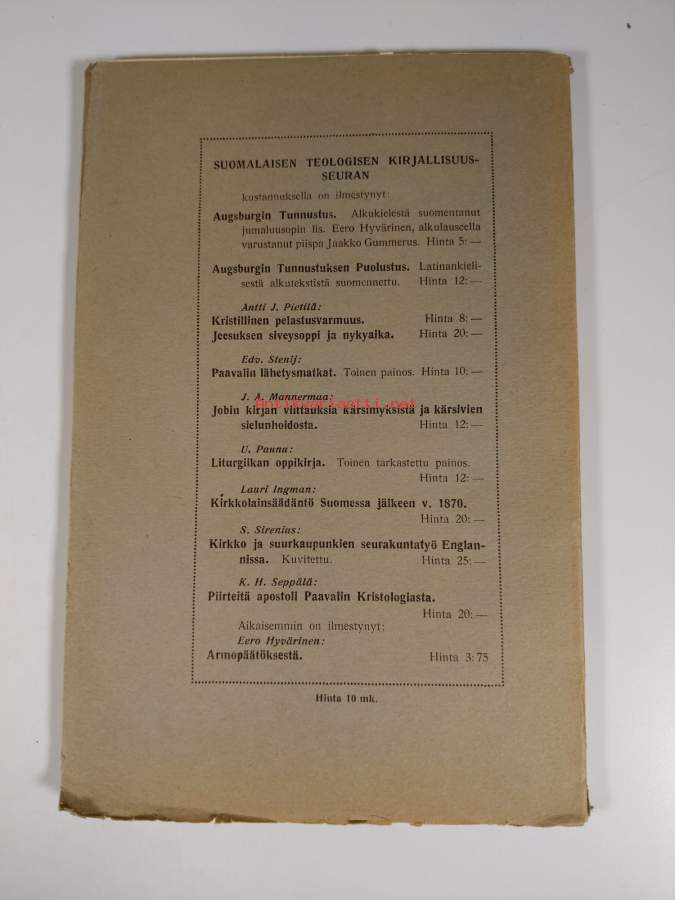 SUOMALAISEN TEOLOGISEN KIRJALLISUUS-
SEURAN
kustannuksella on ilmestynyt:
Augsburgin Tunnustus. Alkukielestä suomentanut
jumaluusopin lis. Eero Hyvärinen, alkulauseella
varustanut piispa Jaakko Gummerus. Hinta 5: —
Augsburgin Tunnustuksen Puolustus. Latinankieli-
sestä alkutekstistä suomennettu. Hinta 12: —
Antti J. Pietilä:
Kristillinen pelastusvarmuus. Hinta 8: —
Jeesuksen siveysoppi ja nykyaika. Hinta 20: —
Edv. Stenij:
Paavalin lähetysmatkat. Toinen painos. Hinta 10: —
J. A. Mannermaa:
antikvariaatti.net
Jobin kirjan viittauksia kärsimyksistä ja kärsivien
sielunhoidosta. Hinta 12: —
U. Paunu:
Liturgiikan oppikirja. Toinen tarkastettu painos.
Hinta 12: —
Lauri Ingman:
Kirkkolainsäädäntö Suomessa jälkeen v. 1870.
Hinta 20: —
S. Sirenius:
Kirkko ja suurkaupunkien seurakuntatyö Englan-
nissa. Kuvitettu. Hinta 25: —
K. H. Seppälä:
Piirteitä apostoli Paavalin Kristologiasta.
Hinta 20: —
Aikaisemmin on ilmestynyt:
Eero Hyvärinen:
Armopäätöksestä. Hinta 3: 75
Hinta 10 mk.